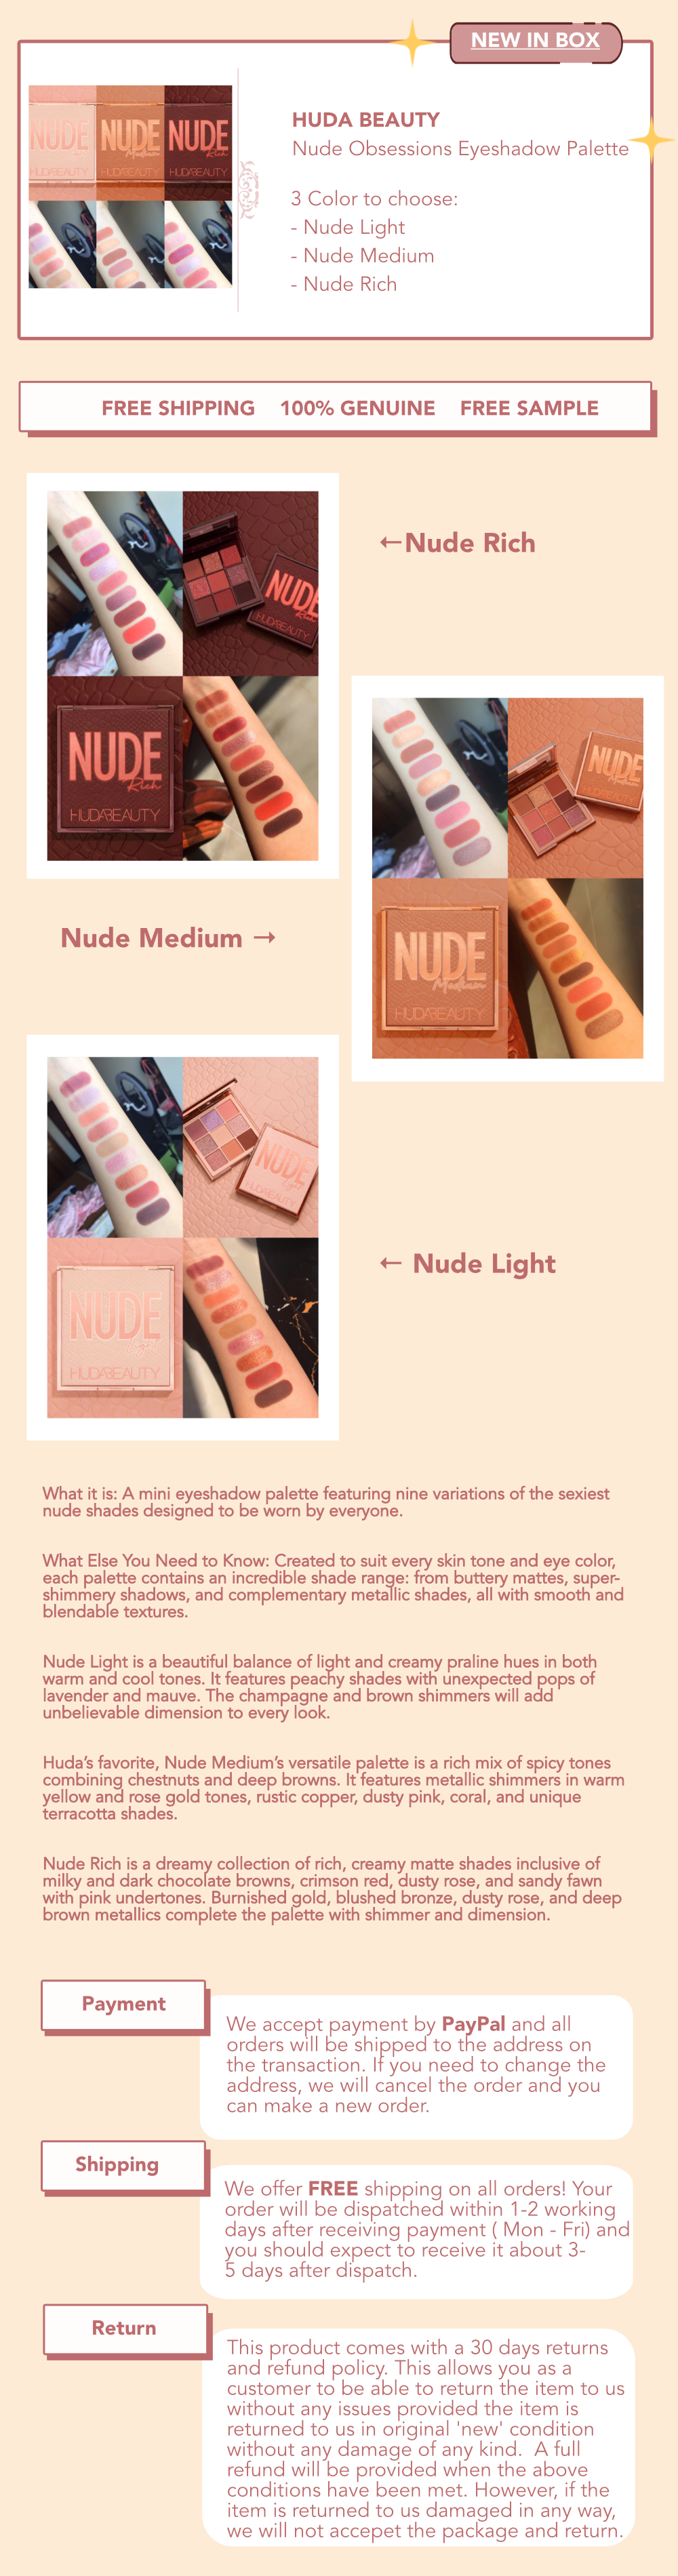 NEW IN BOX
NUDE
NUDE
Medium
NUDE
Rich
HUDABEAUTY
HUDABEAUTY
HUDABEAUTY
HUDA BEAUTY
Nude Obsessions Eyeshadow Palette
3 Color to choose:
- Nude Light
- Nude Medium
- Nude Rich
FREE SHIPPING 100% GENUINE FREE SAMPLE
←Nude Rich
NUDE
Rich
HUDABEAUTY
NUDE
Rich
HUDABEAUTY
NUDE
Medium
NUDE
Medium
HUDABEAUTY
Nude Medium →
NUDE
Light
HUDABEAUTY
NUDE
Light
HUDABEAUTY
← Nude Light
What it is: A mini eyeshadow palette featuring nine variations of the sexiest
nude shades designed to be worn by everyone.
What Else You Need to Know: Created to suit every skin tone and eye color,
each palette contains an incredible shade range: from buttery mattes, super-
shimmery shadows, and complementary metallic shades, all with smooth and
blendable textures.
Nude Light is a beautiful balance of light and creamy praline hues in both
warm and cool tones. It features peachy shades with unexpected pops of
lavender and mauve. The champagne and brown shimmers will add
unbelievable dimension to every look.
Huda’s favorite, Nude Medium’s versatile palette is a rich mix of spicy tones
combining chestnuts and deep browns. It features metallic shimmers in warm
yellow and rose gold tones, rustic copper, dusty pink, coral, and unique
terracotta shades.
Nude Rich is a dreamy collection of rich, creamy matte shades inclusive of
milky and dark chocolate browns, crimson red, dusty rose, and sandy fawn
with pink undertones. Burnished gold, blushed bronze, dusty rose, and deep
brown metallics complete the palette with shimmer and dimension.
Payment
We accept payment by PayPal and all
orders will be shipped to the address on
the transaction. If you need to change the
address, we will cancel the order and you
can make a new order.
Shipping
We offer FREE shipping on all orders! Your
order will be dispatched within 1-2 working
days after receiving payment ( Mon - Fri) and
you should expect to receive it about 3-
5 days after dispatch.
Return
This product comes with a 30 days returns
and refund policy. This allows you as a
customer to be able to return the item to us
without any issues provided the item is
returned to us in original 'new' condition
without any damage of any kind. A full
refund will be provided when the above
conditions have been met. However, if the
item is returned to us damaged in any way,
we will not accepet the package and return.